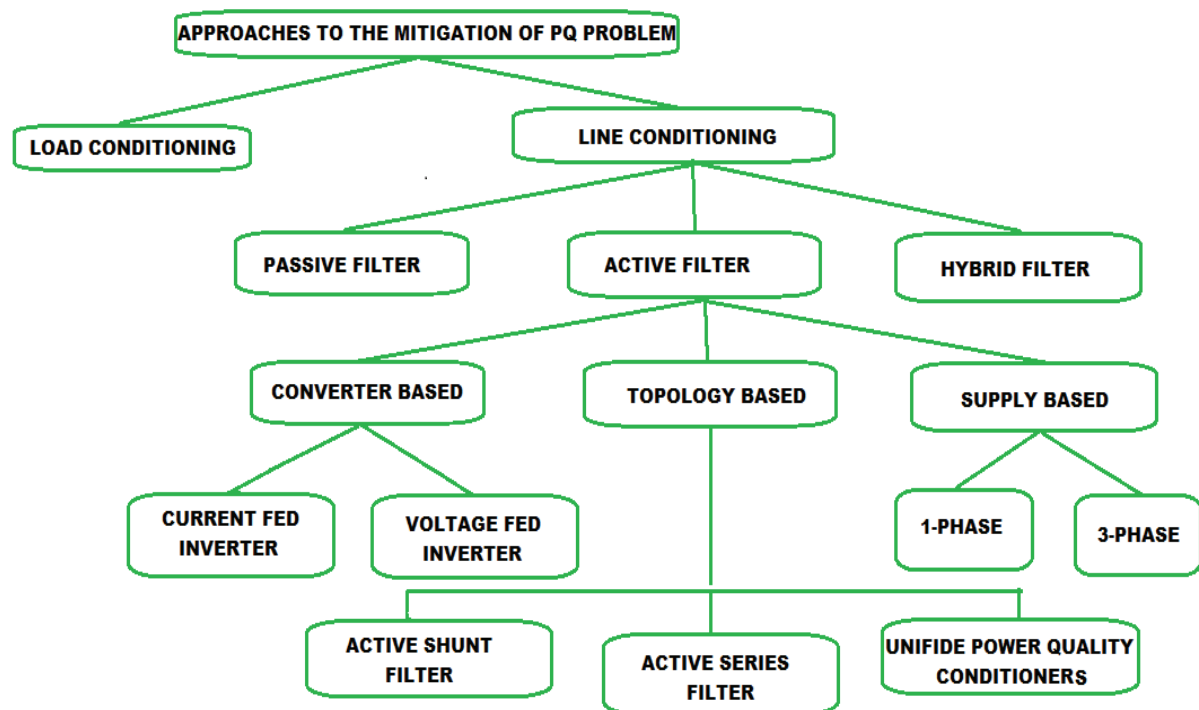 APPROACHES TO THE MITIGATION OF PQ PROBLEM
LOAD CONDITIONING
LINE CONDITIONING
PASSIVE FILTER
ACTIVE FILTER
HYBRID FILTER
CONVERTER BASED
TOPOLOGY BASED
SUPPLY BASED
CURRENT FED
INVERTER
VOLTAGE FED
INVERTER
1-PHASE
3-PHASE
ACTIVE SHUNT
FILTER
ACTIVE SERIES
FILTER
UNIFIDE POWER QUALITY
CONDITIONERS